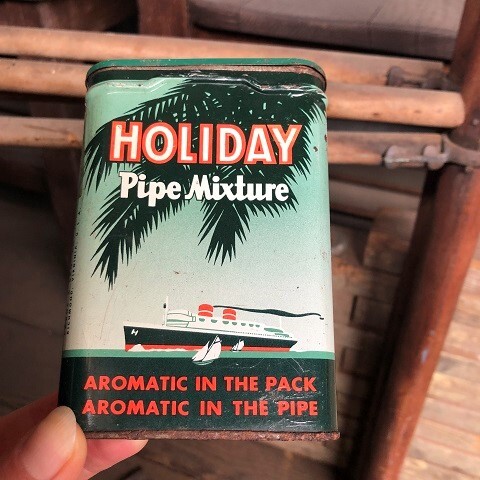 HOLIDAY
Pipe Mixture
AROMATIC IN THE PACK
AROMATIC IN THE PIPE